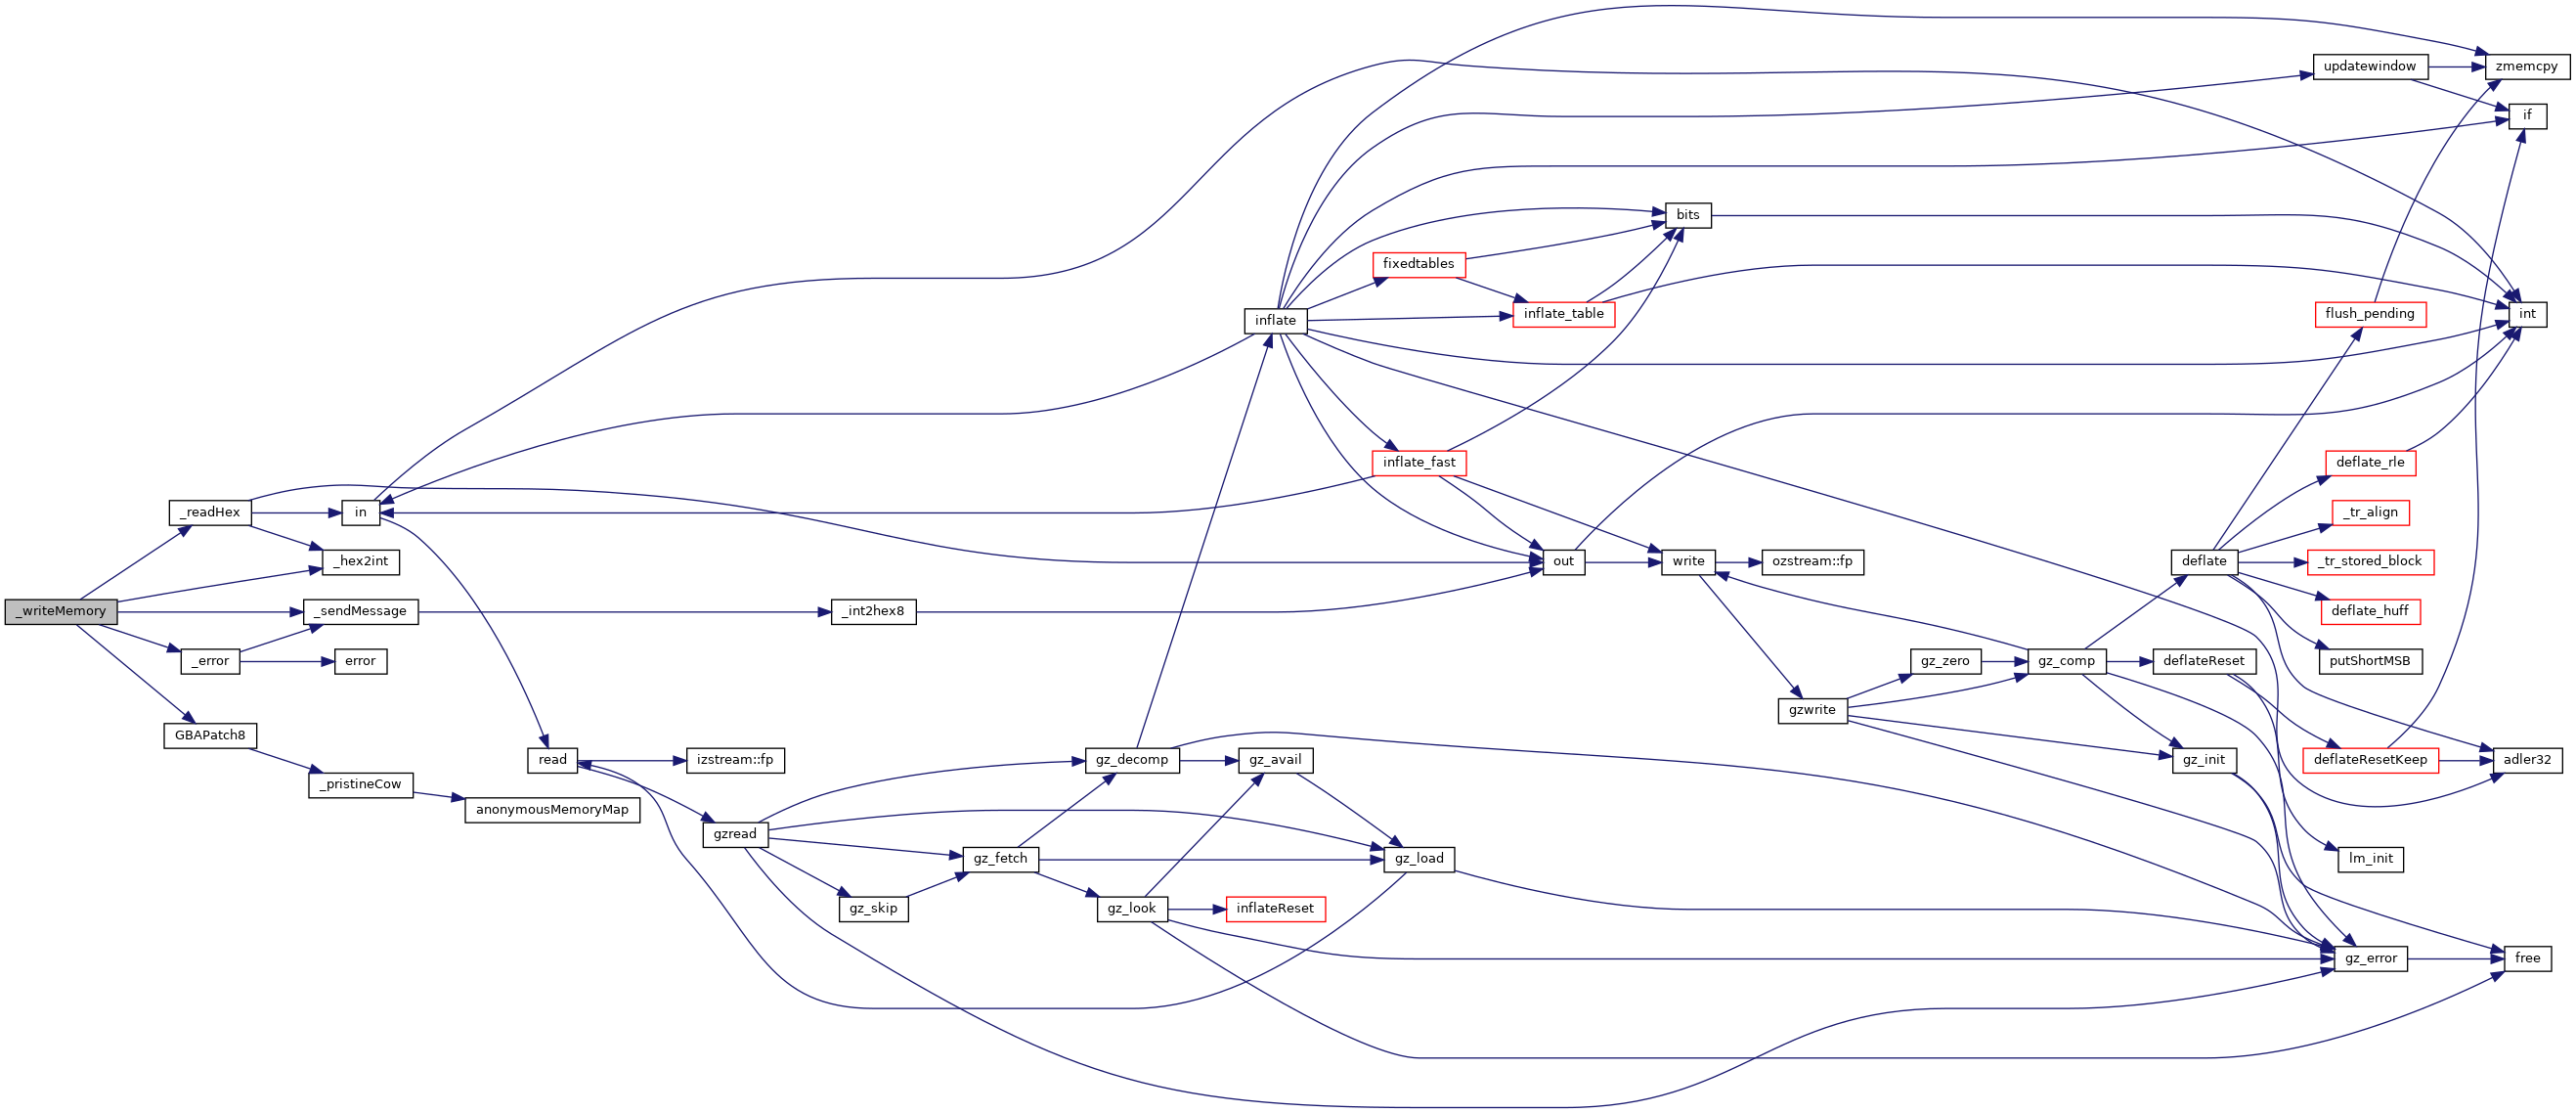 _writeMemory
_readHex
in
_hex2int
_sendMessage
_error
error
GBAPatch8
_pristineCow
anonymousMemoryMap
read
izstream::fp
gzread
_int2hex8
gz_skip
gz_fetch
gz_decomp
gz_look
gz_avail
inflateReset
gz_load
inflate
fixedtables
inflate_table
inflate_fast
bits
out
write
ozstream::fp
gzwrite
gz_zero
gz_comp
deflateReset
gz_init
deflate
updatewindow
zmemcpy
if
int
flush_pending
deflate_rle
_tr_align
_tr_stored_block
deflate_huff
putShortMSB
deflateResetKeep
adler32
lm_init
gz_error
free